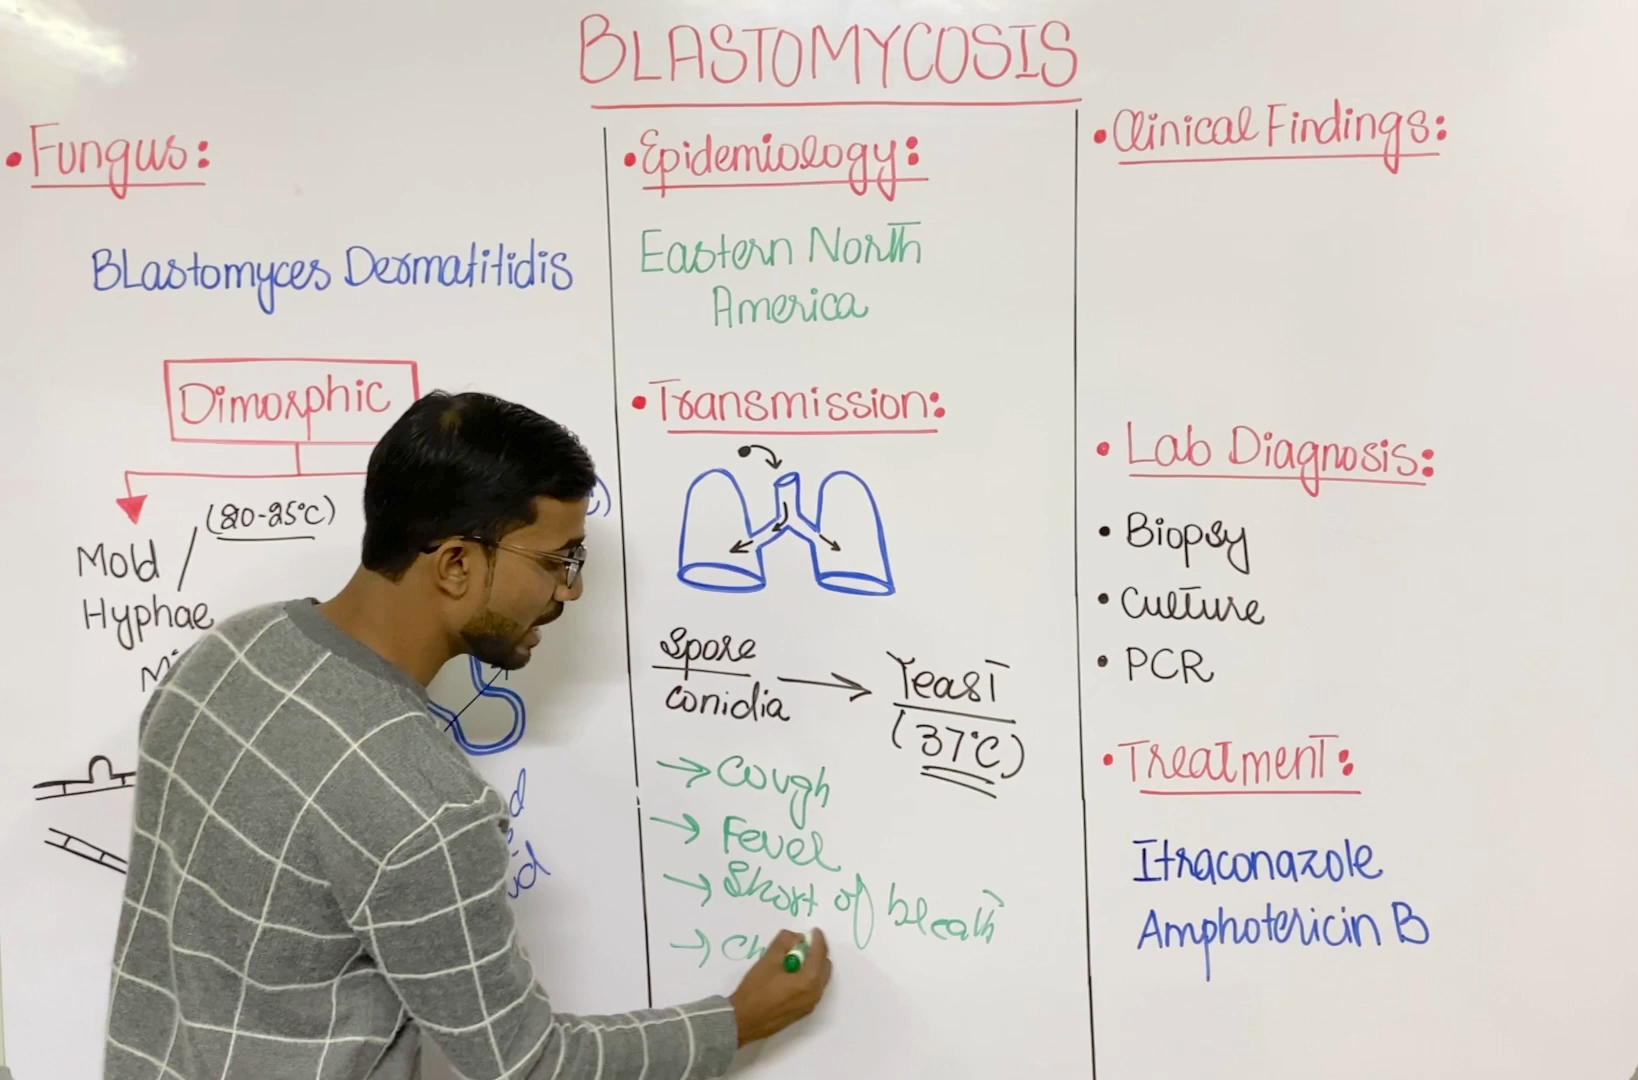 BLASTOMYCOSIS
• Fungus:
Blastomyces Dermatitidis
Dimorphic
(20-25°C)
Mold /
Hyphae
• Epidemiology:
Eastern North
America
• Transmission:
Spore
Conidia → Yeast
(37°C)
→ Cough
→ Fever
→ Short of breath
• Clinical Findings:
• Lab Diagnosis:
• Biopsy
• Culture
• PCR
• Treatment:
Itraconazole
Amphotericin B